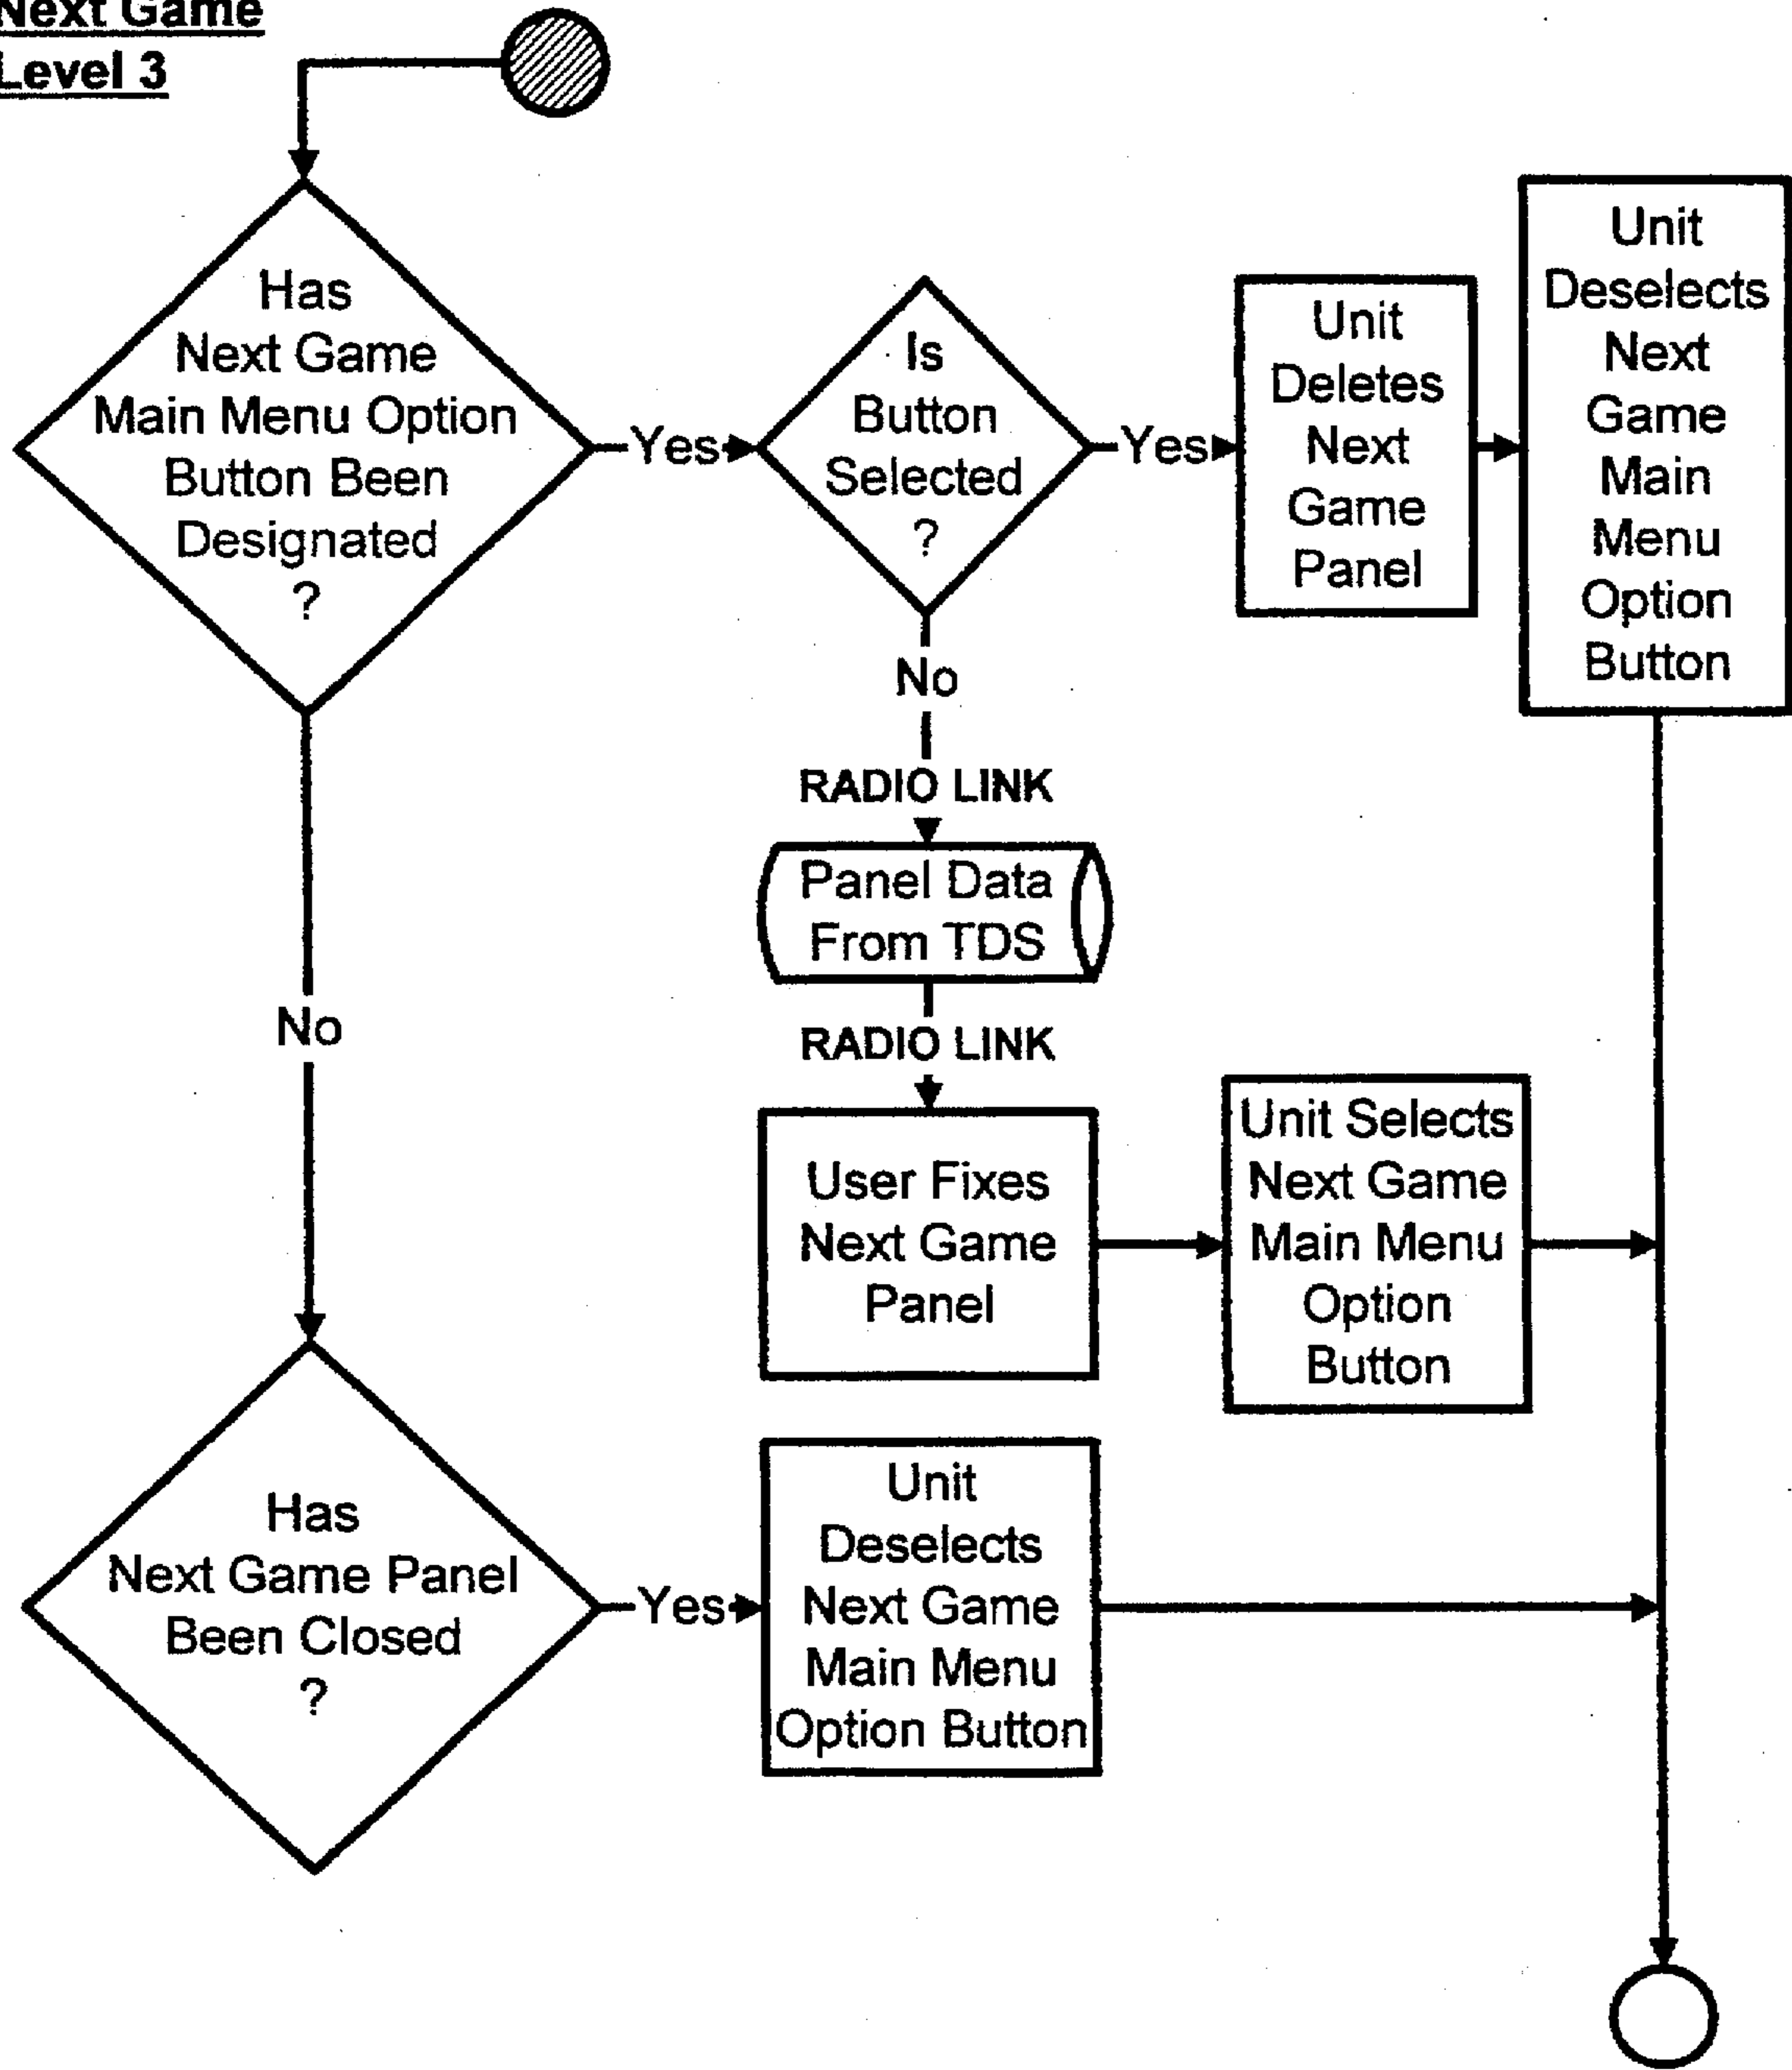 Next Game
Level 3
Has
Next Game
Main Menu Option
Button Been
Designated
?
Yes
Is
Button
Selected
?
Yes
Unit
Deletes
Next
Game
Panel
Unit
Deselects
Next
Game
Main
Menu
Option
Button
No
RADIO LINK
Panel Data
From TDS
RADIO LINK
User Fixes
Next Game
Panel
Unit Selects
Next Game
Main Menu
Option
Button
No
Has
Next Game Panel
Been Closed
?
Yes
Unit
Deselects
Next Game
Main Menu
Option Button